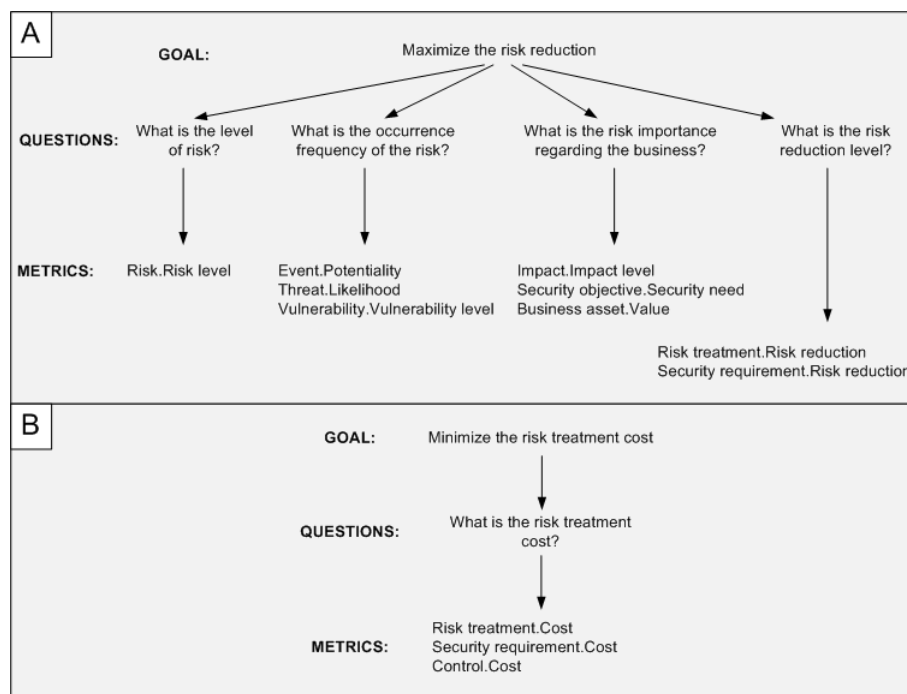 A
GOAL: Maximize the risk reduction
QUESTIONS:
What is the level
of risk?
What is the occurrence
frequency of the risk?
What is the risk importance
regarding the business?
What is the risk
reduction level?
METRICS:
Risk.Risk level
Event.Potentiality
Threat.Likelihood
Vulnerability.Vulnerability level
Impact.Impact level
Security objective.Security need
Business asset.Value
Risk treatment.Risk reduction
Security requirement.Risk reduction
B
GOAL: Minimize the risk treatment cost
QUESTIONS:
What is the risk treatment
cost?
METRICS:
Risk treatment.Cost
Security requirement.Cost
Control.Cost